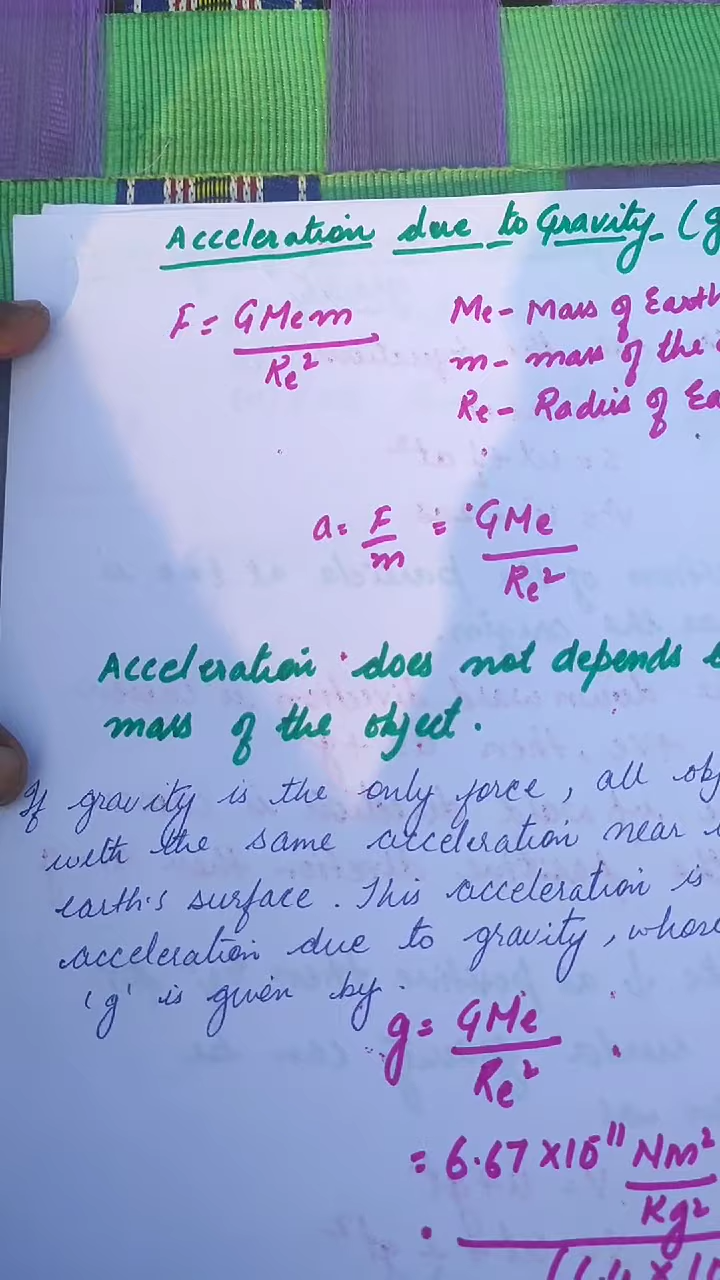 Acceleration due to Gravity (g
F = GMem / Re²
Me - Mass of Earth
m - mass of the
Re - Radius of Ea
a = F/m = GMe / Re²
Acceleration does not depends
mass of the object.
If gravity is the only force, all obj
with the same acceleration near
earth's surface. This acceleration is
acceleration due to gravity, whose
'g' is given by.
g = GMe / Re²
= 6.67 × 10¯¹¹ Nm² / Kg²